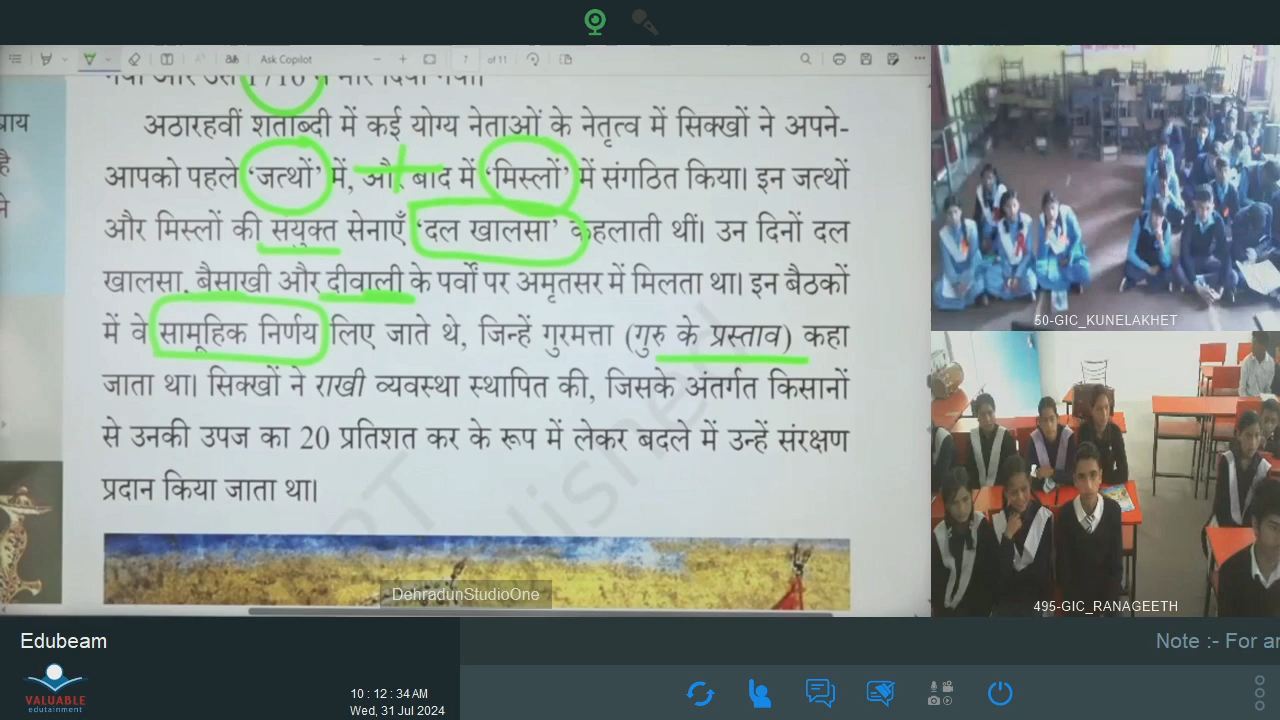 Ask Copilot
7
of 11
अठारहवीं शताब्दी में कई योग्य नेताओं के नेतृत्व में सिक्खों ने अपने-
आपको पहले ‘जत्थों’ में, और बाद में ‘मिस्लों’ में संगठित किया। इन जत्थों
और मिस्लों की संयुक्त सेनाएँ ‘दल खालसा’ कहलाती थीं। उन दिनों दल
खालसा, बैसाखी और दीवाली के पर्वों पर अमृतसर में मिलता था। इन बैठकों
में वे सामूहिक निर्णय लिए जाते थे, जिन्हें गुरमत्ता (गुरु के प्रस्ताव) कहा
जाता था। सिक्खों ने राखी व्यवस्था स्थापित की, जिसके अंतर्गत किसानों
से उनकी उपज का 20 प्रतिशत कर के रूप में लेकर बदले में उन्हें संरक्षण
प्रदान किया जाता था।
DehradunStudioOne
50-GIC_KUNELAKHET
495-GIC_RANAGEETH
Edubeam
Note :- For
VALUABLE
edutainment
10 : 12 : 34 AM
Wed, 31 Jul 2024